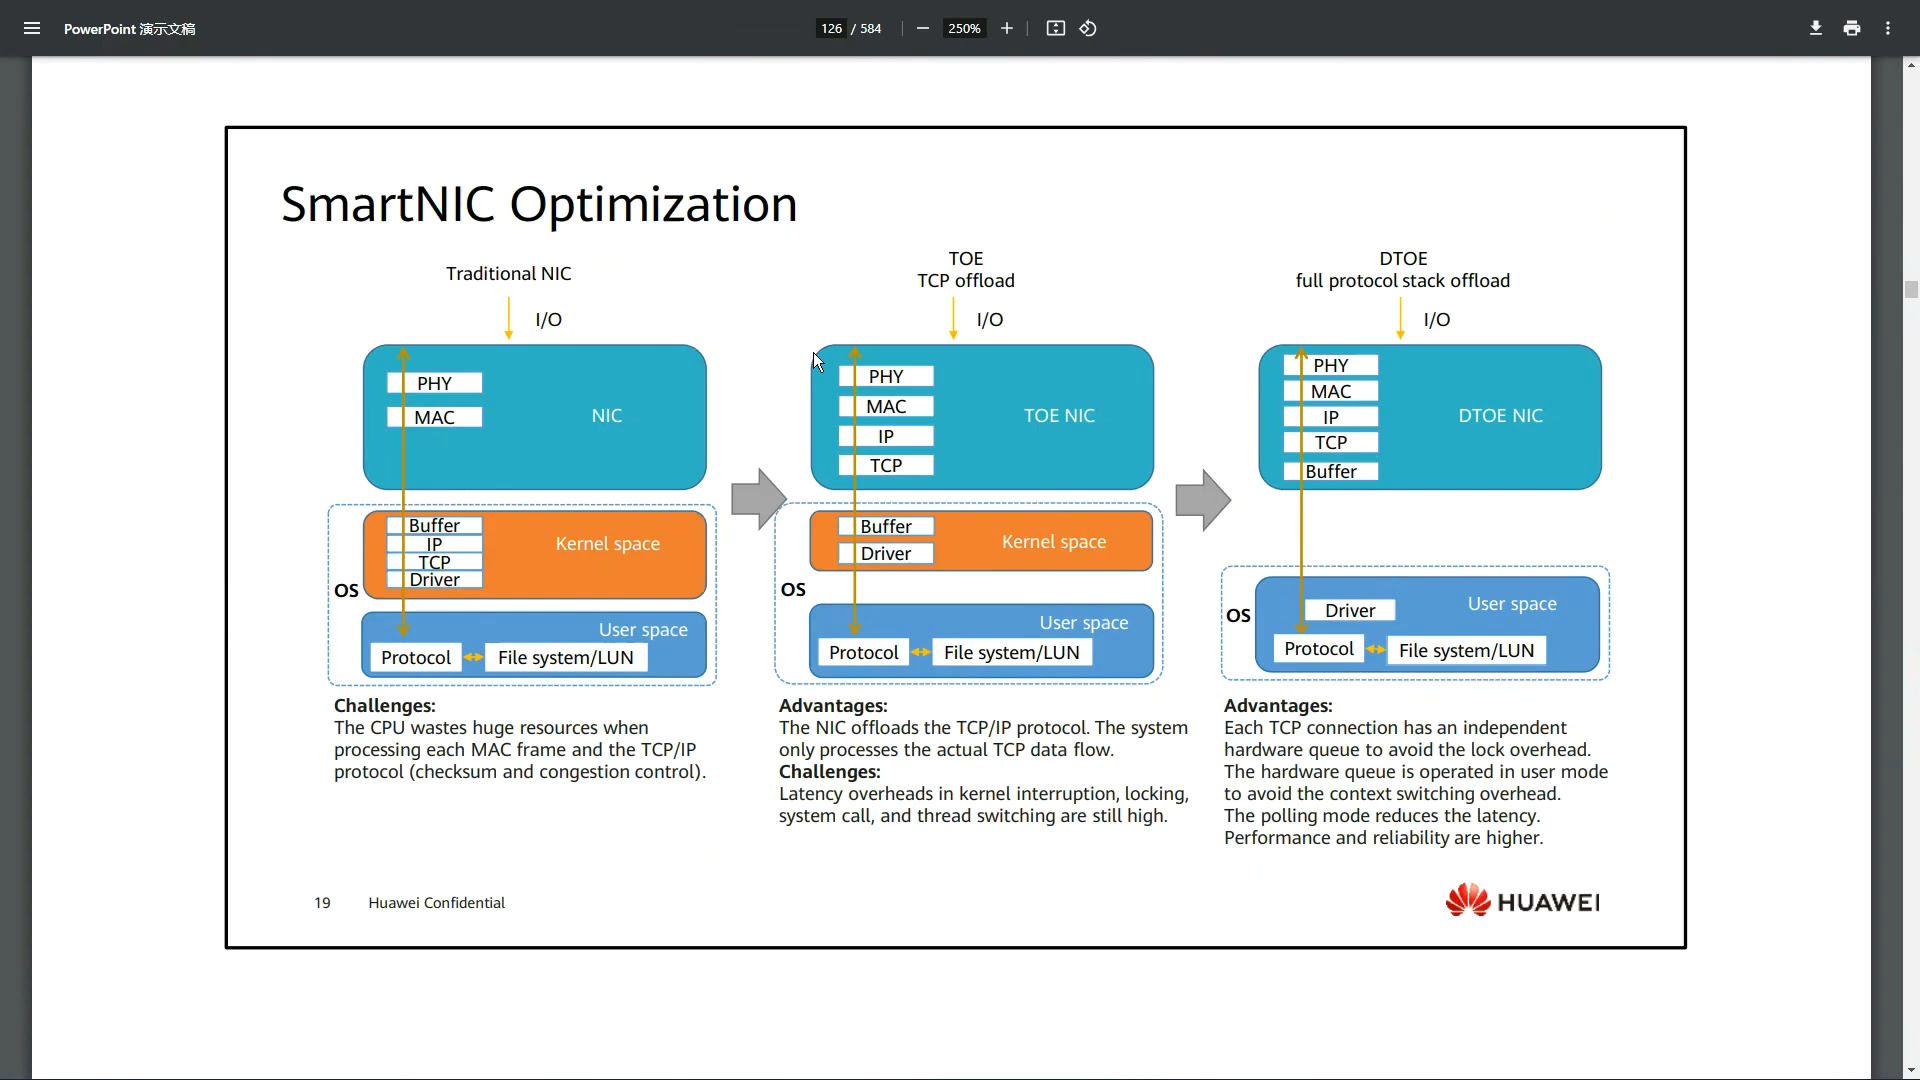 PowerPoint 演示文稿
126 / 584
250%
SmartNIC Optimization
Traditional NIC
I/O
PHY
MAC
NIC
Buffer
IP
TCP
Driver
Kernel space
OS
User space
Protocol
File system/LUN
Challenges:
The CPU wastes huge resources when
processing each MAC frame and the TCP/IP
protocol (checksum and congestion control).
TOE
TCP offload
I/O
PHY
MAC
IP
TCP
TOE NIC
Buffer
Driver
Kernel space
OS
User space
Protocol
File system/LUN
Advantages:
The NIC offloads the TCP/IP protocol. The system
only processes the actual TCP data flow.
Challenges:
Latency overheads in kernel interruption, locking,
system call, and thread switching are still high.
DTOE
full protocol stack offload
I/O
PHY
MAC
IP
TCP
Buffer
DTOE NIC
OS
Driver
User space
Protocol
File system/LUN
Advantages:
Each TCP connection has an independent
hardware queue to avoid the lock overhead.
The hardware queue is operated in user mode
to avoid the context switching overhead.
The polling mode reduces the latency.
Performance and reliability are higher.
19 Huawei Confidential
HUAWEI